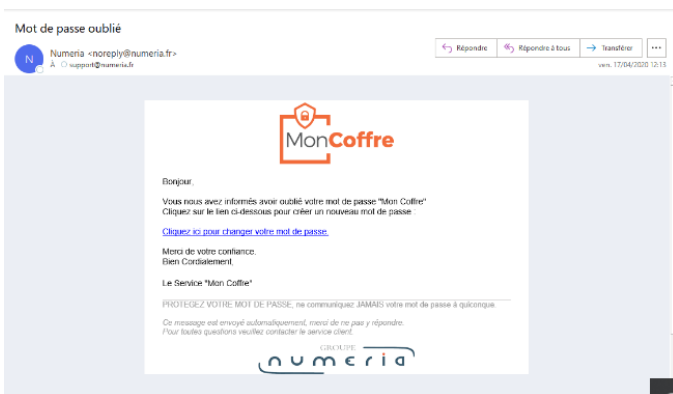 Mot de passe oublié
N
Numeria <noreply@numeria.fr>
À support@numeria.fr
Répondre
Répondre à tous
Transférer
ven. 17/04/2020 12:13
MonCoffre
Bonjour,
Vous nous avez informés avoir oublié votre mot de passe "Mon Coffre"
Cliquez sur le lien ci-dessous pour créer un nouveau mot de passe :
Cliquez ici pour changer votre mot de passe.
Merci de votre confiance.
Bien Cordialement,
Le Service "Mon Coffre"
PROTEGEZ VOTRE MOT DE PASSE, ne communiquez JAMAIS votre mot de passe à quiconque.
Ce message est envoyé automatiquement, merci de ne pas y répondre.
Pour toutes questions veuillez contacter le service client.
GROUPE
numeria